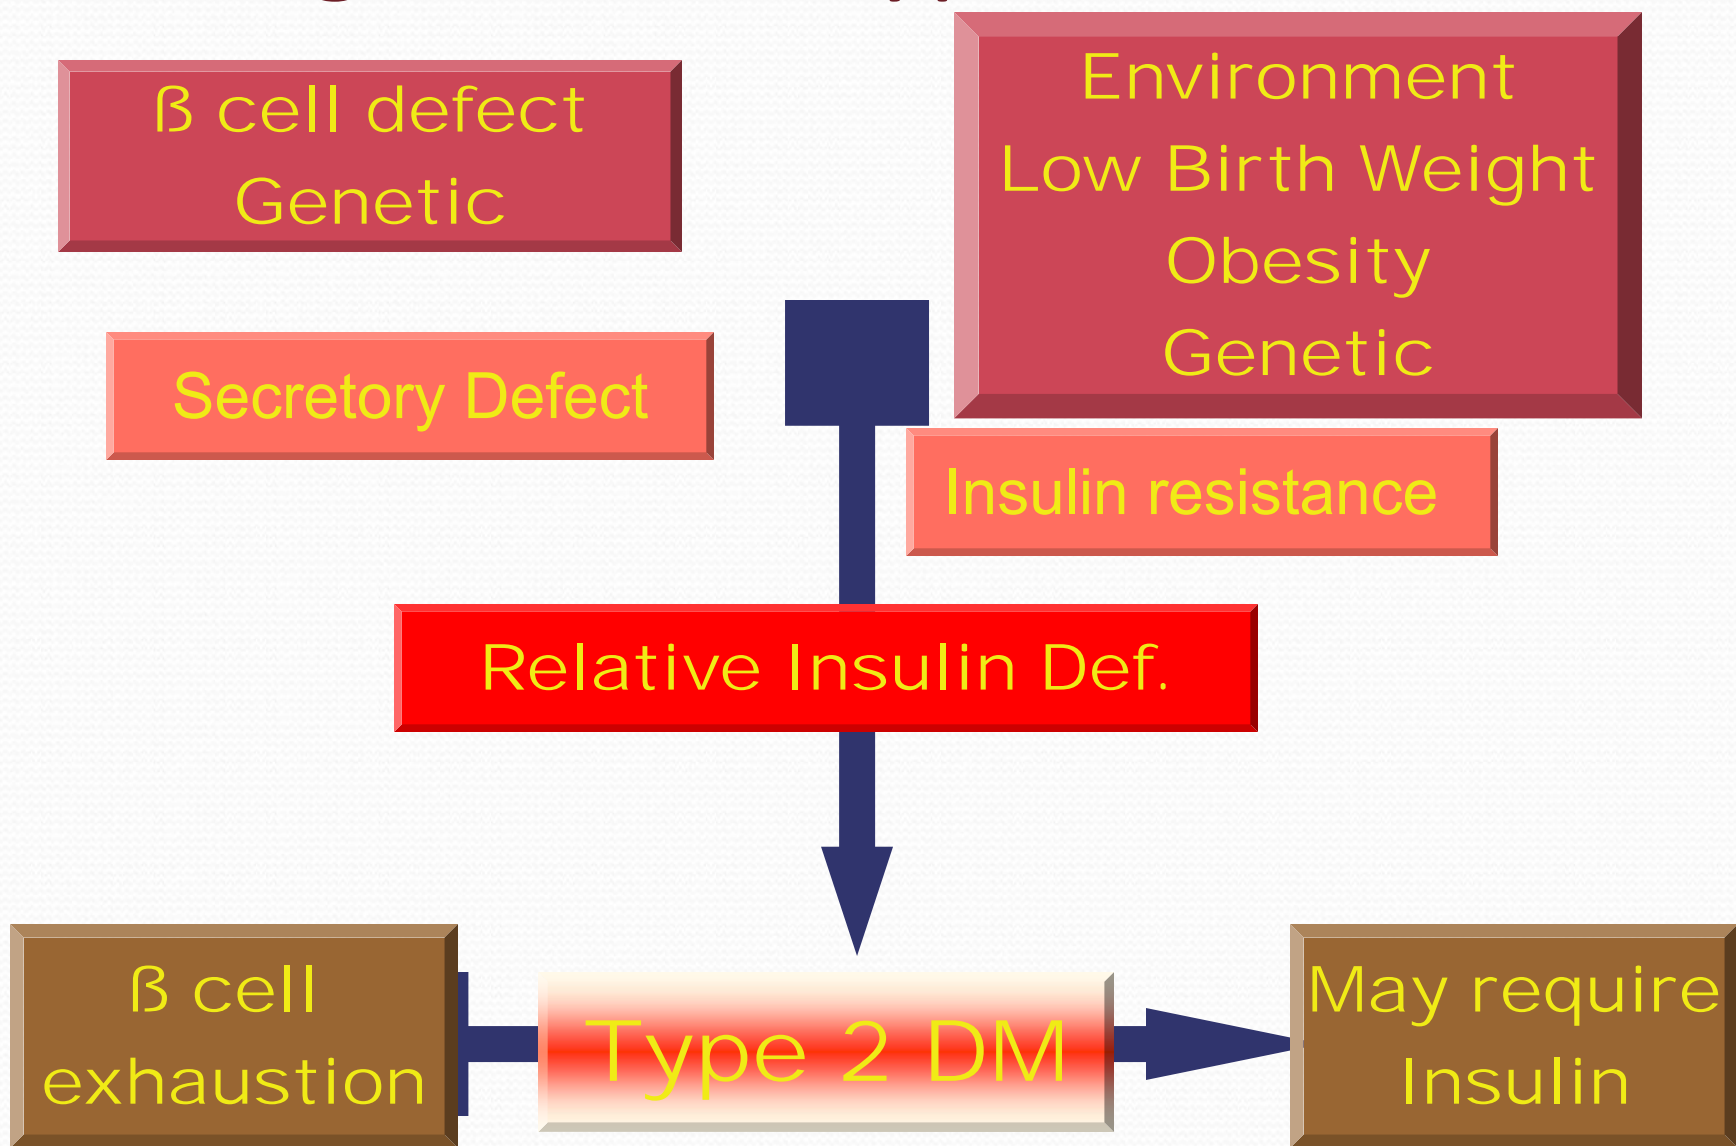 ß cell defect
Genetic
Environment
Low Birth Weight
Obesity
Genetic
Secretory Defect
Insulin resistance
Relative Insulin Def.
ß cell
exhaustion
Type 2 DM
May require
Insulin